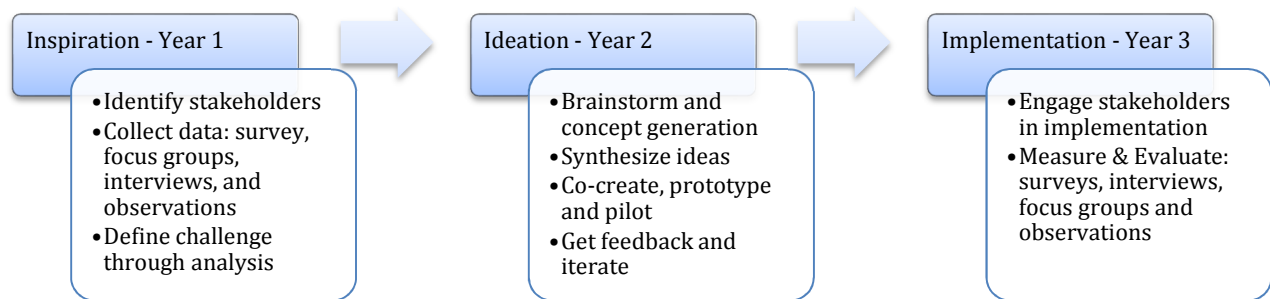 Inspiration - Year 1
•Identify stakeholders
•Collect data: survey,
focus groups,
interviews, and
observations
•Define challenge
through analysis
Ideation - Year 2
•Brainstorm and
concept generation
•Synthesize ideas
•Co-create, prototype
and pilot
•Get feedback and
iterate
Implementation - Year 3
•Engage stakeholders
in implementation
•Measure & Evaluate:
surveys, interviews,
focus groups and
observations